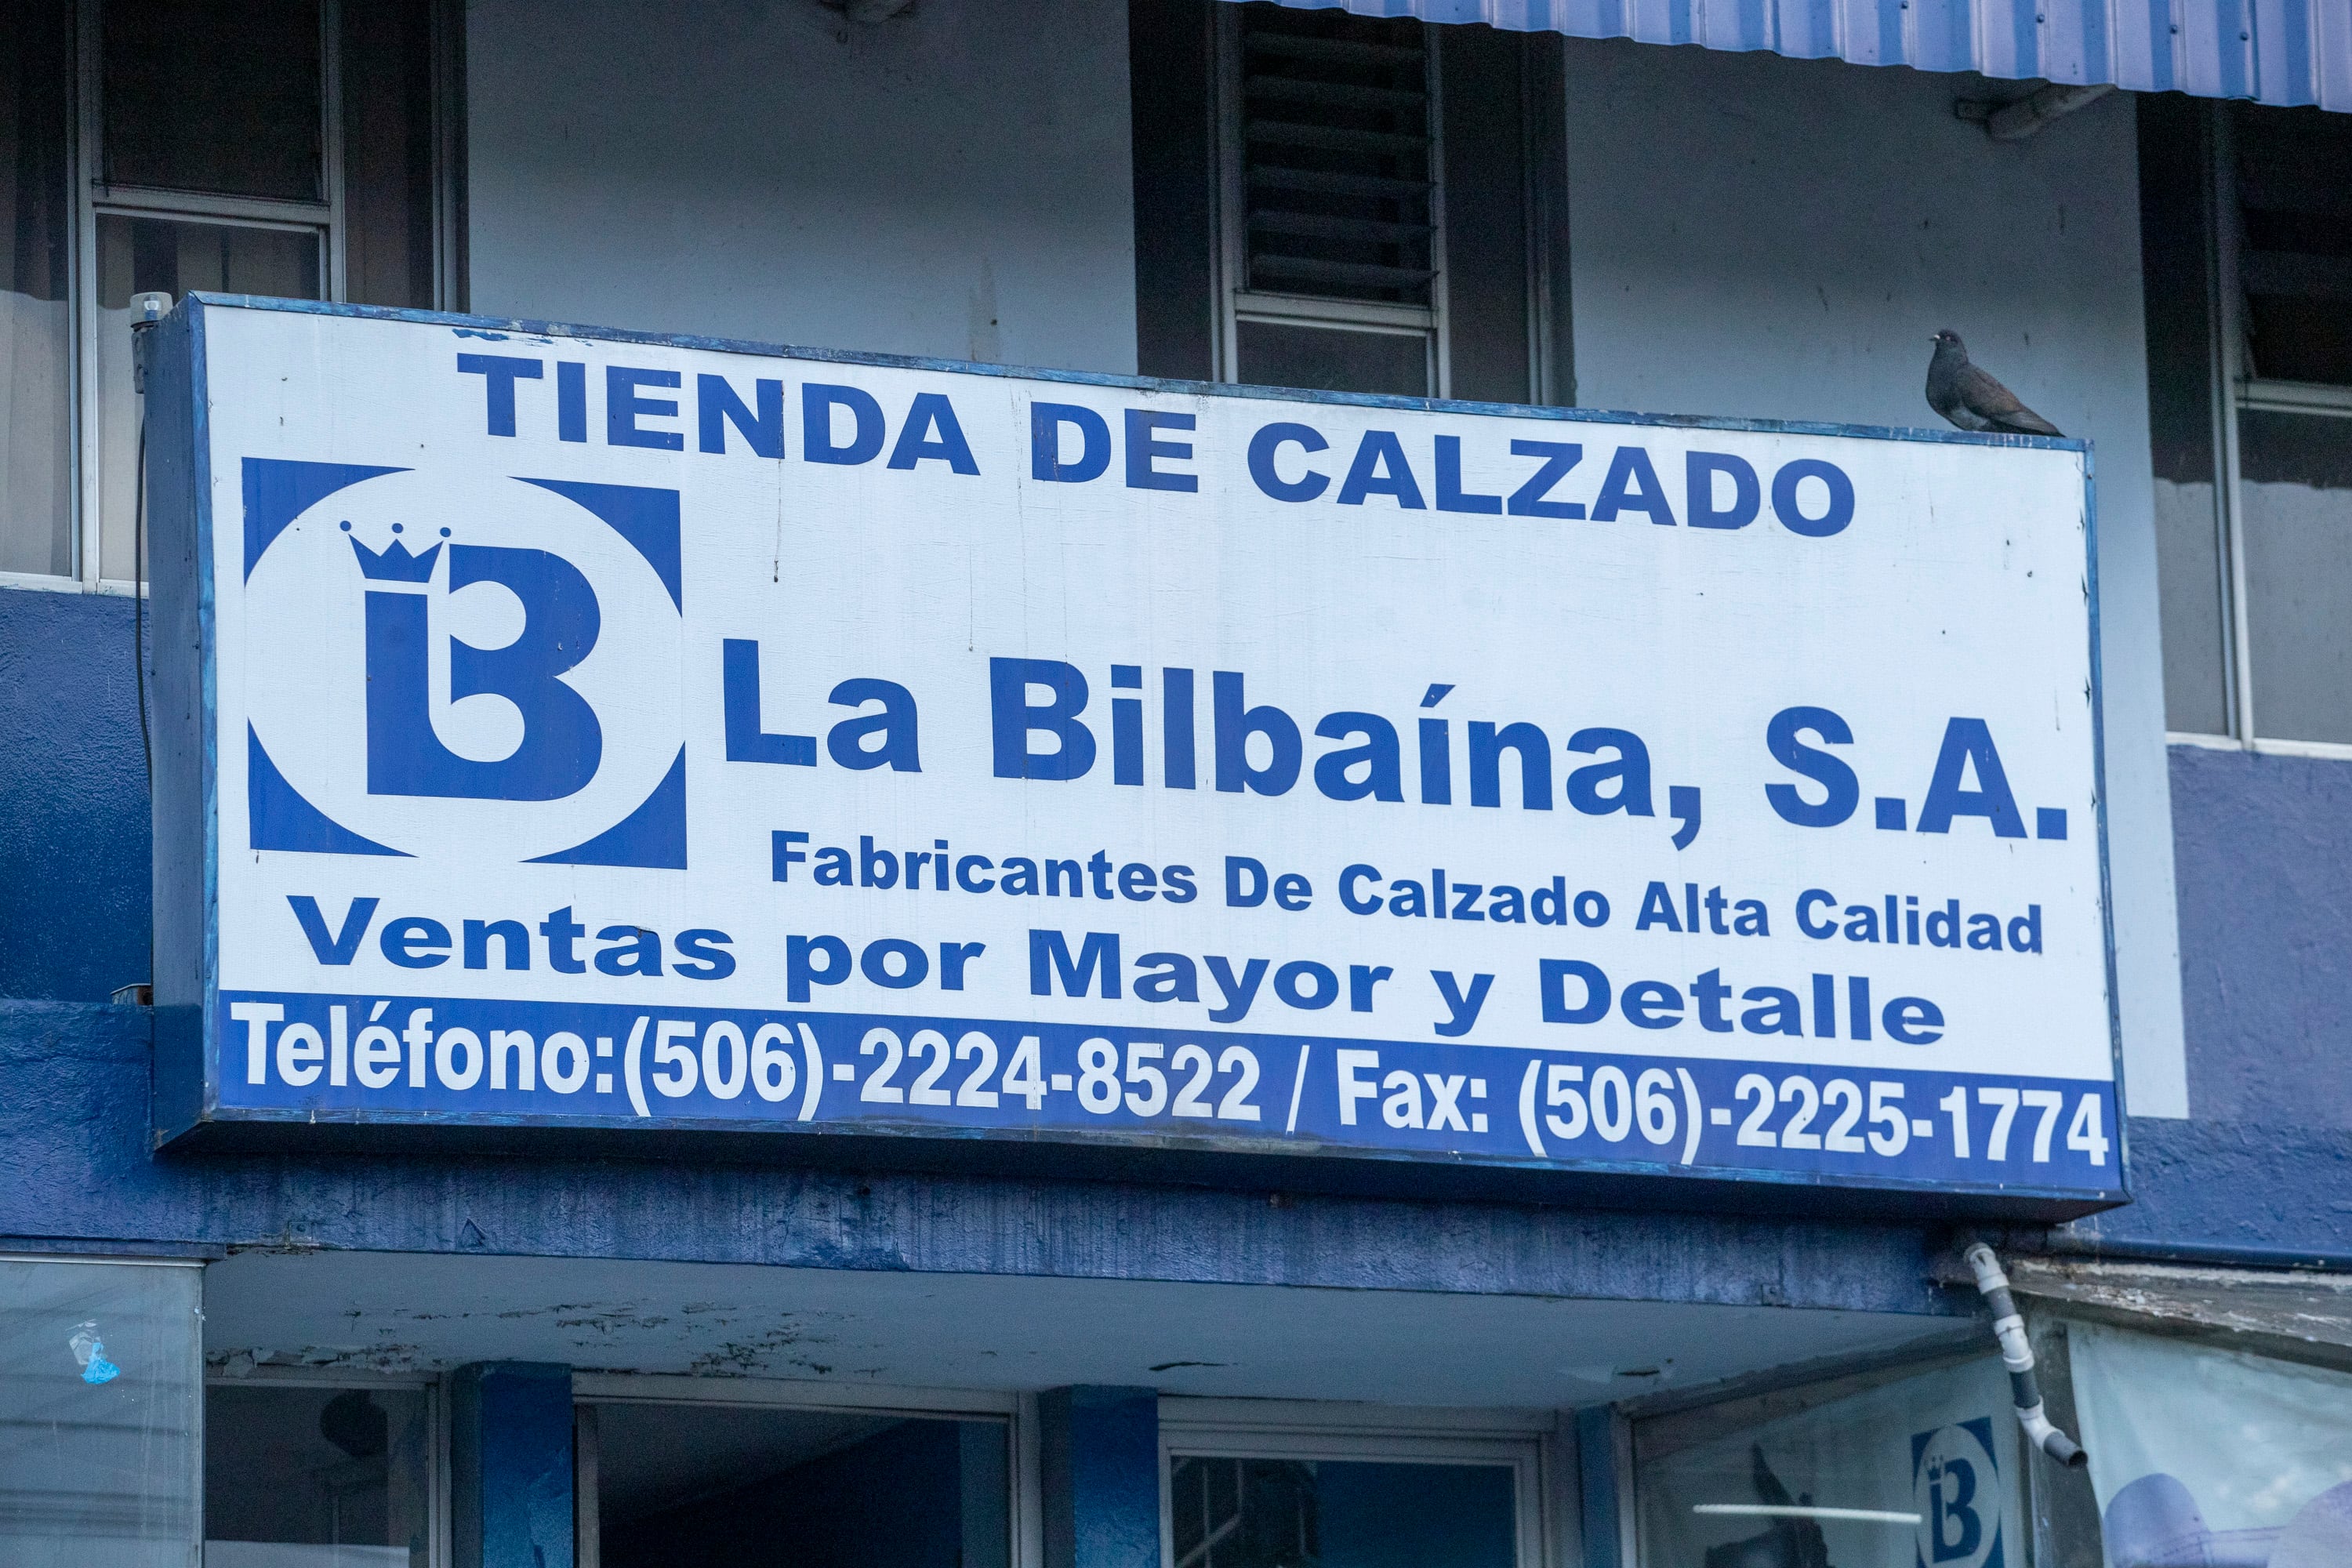 TIENDA DE CALZADO
B
La Bilbaína, S.A.
Fabricantes De Calzado Alta Calidad
Ventas por Mayor y Detalle
Teléfono:(506)-2224-8522 / Fax: (506)-2225-1774
B